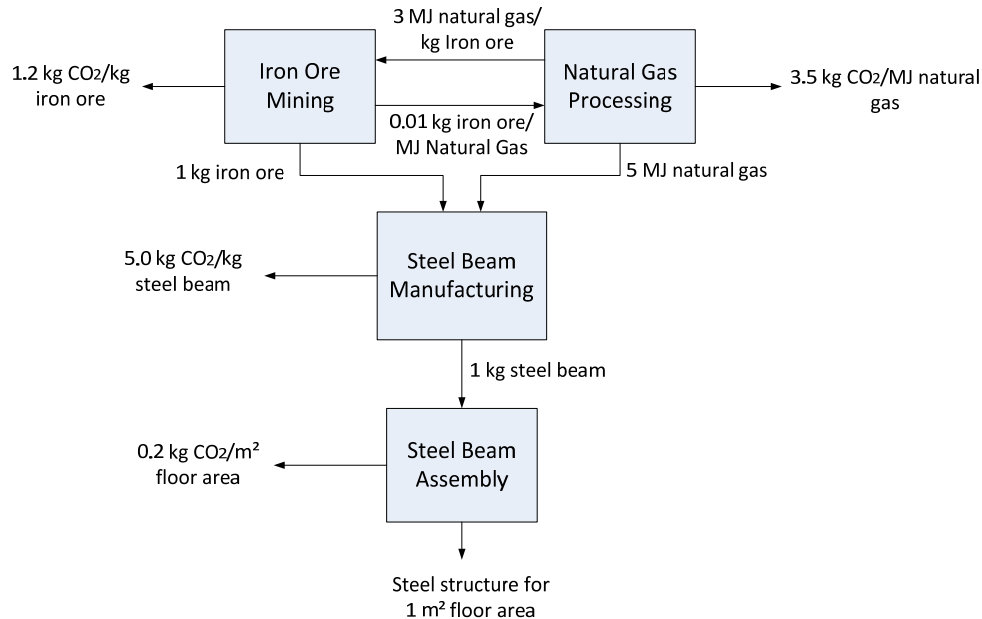 3 MJ natural gas/
kg Iron ore
1.2 kg CO2/kg
iron ore
Iron Ore
Mining
Natural Gas
Processing
3.5 kg CO2/MJ natural
gas
0.01 kg iron ore/
MJ Natural Gas
1 kg iron ore
5 MJ natural gas
5.0 kg CO2/kg
steel beam
Steel Beam
Manufacturing
1 kg steel beam
0.2 kg CO2/m²
floor area
Steel Beam
Assembly
Steel structure for
1 m² floor area